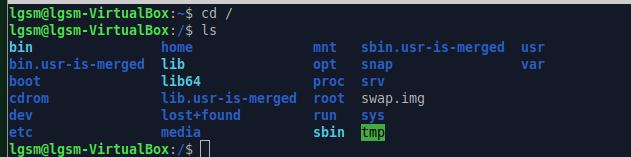 lgsm@lgsm-VirtualBox:~$ cd /
lgsm@lgsm-VirtualBox:/$ ls
bin home mnt sbin.usr-is-merged usr
bin.usr-is-merged lib opt snap var
boot lib64 proc srv
cdrom lib.usr-is-merged root swap.img
dev lost+found run sys
etc media sbin tmp
lgsm@lgsm-VirtualBox:/$